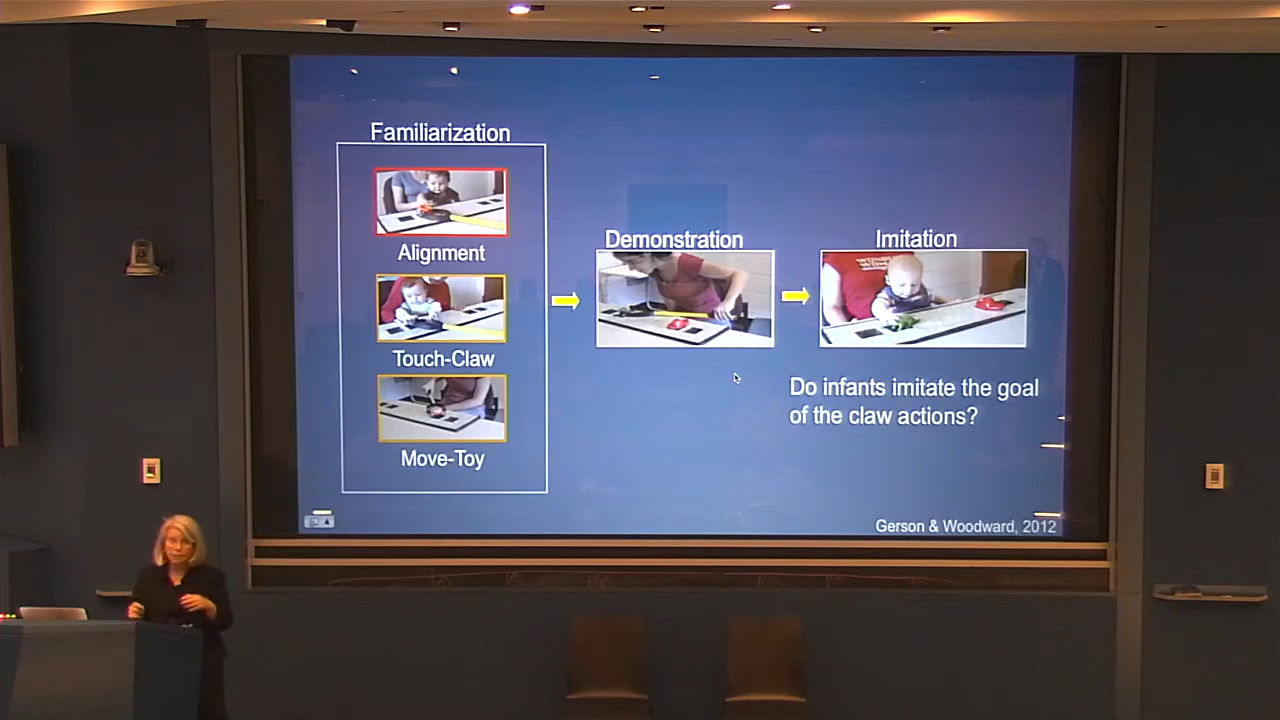 Familiarization
Alignment
Touch-Claw
Move-Toy
Demonstration
Imitation
Do infants imitate the goal
of the claw actions?
Gerson & Woodward, 2012